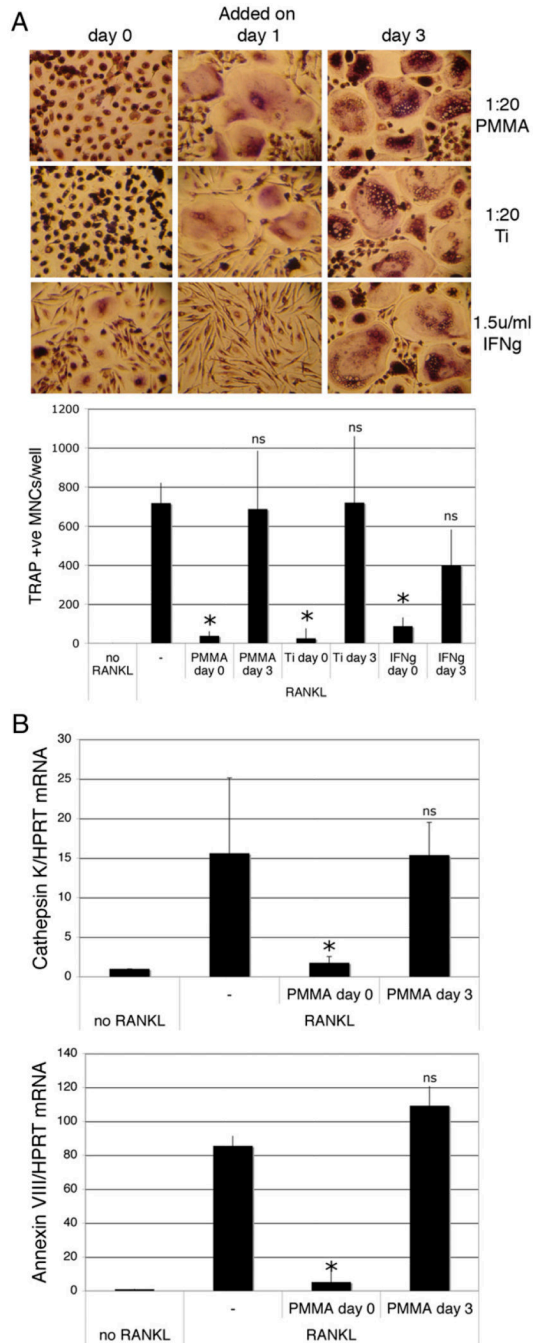 A
Added on
day 0 day 1 day 3
1:20
PMMA
1:20
Ti
1.5u/ml
IFNg
TRAP +ve MNCs/well
1200
1000
800
600
400
200
0
ns
ns
ns
*
*
*
no
RANKL
-
PMMA
day 0
PMMA
day 3
Ti day 0
Ti day 3
IFNg
day 0
IFNg
day 3
RANKL
B
Cathepsin K/HPRT mRNA
30
25
20
15
10
5
0
*
ns
- PMMA day 0 PMMA day 3
no RANKL RANKL
Annexin VIII/HPRT mRNA
140
120
100
80
60
40
20
0
*
ns
- PMMA day 0 PMMA day 3
no RANKL RANKL